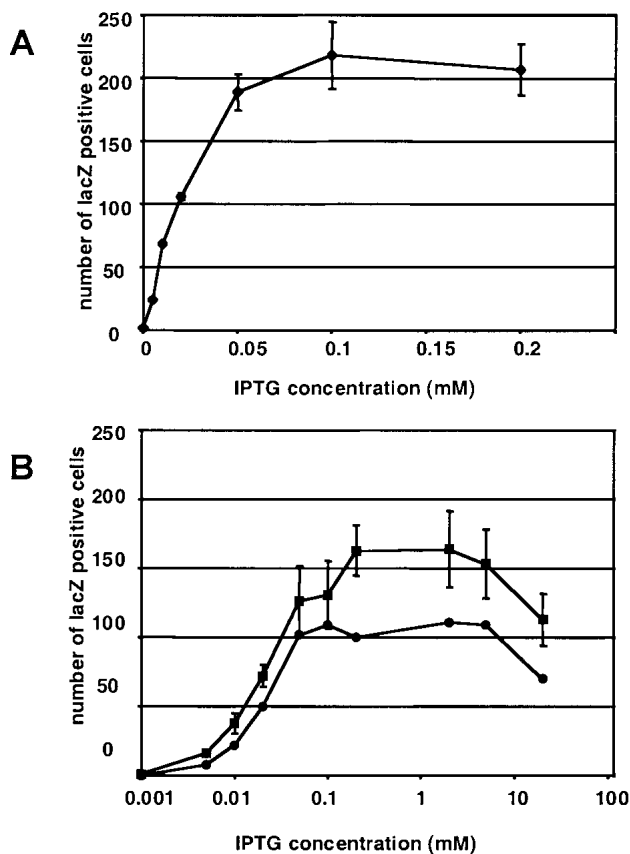 A
number of lacZ positive cells
250
200
150
100
50
0
0 0.05 0.1 0.15 0.2
IPTG concentration (mM)
B
number of lacZ positive cells
250
200
150
100
50
0
0.001 0.01 0.1 1 10 100
IPTG concentration (mM)